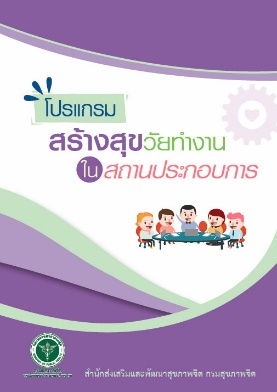 โปรแกรม
สร้างสุขวัยทำงาน
ใน สถานประกอบการ
สำนักส่งเสริมและพัฒนาสุขภาพจิต กรมสุขภาพจิต